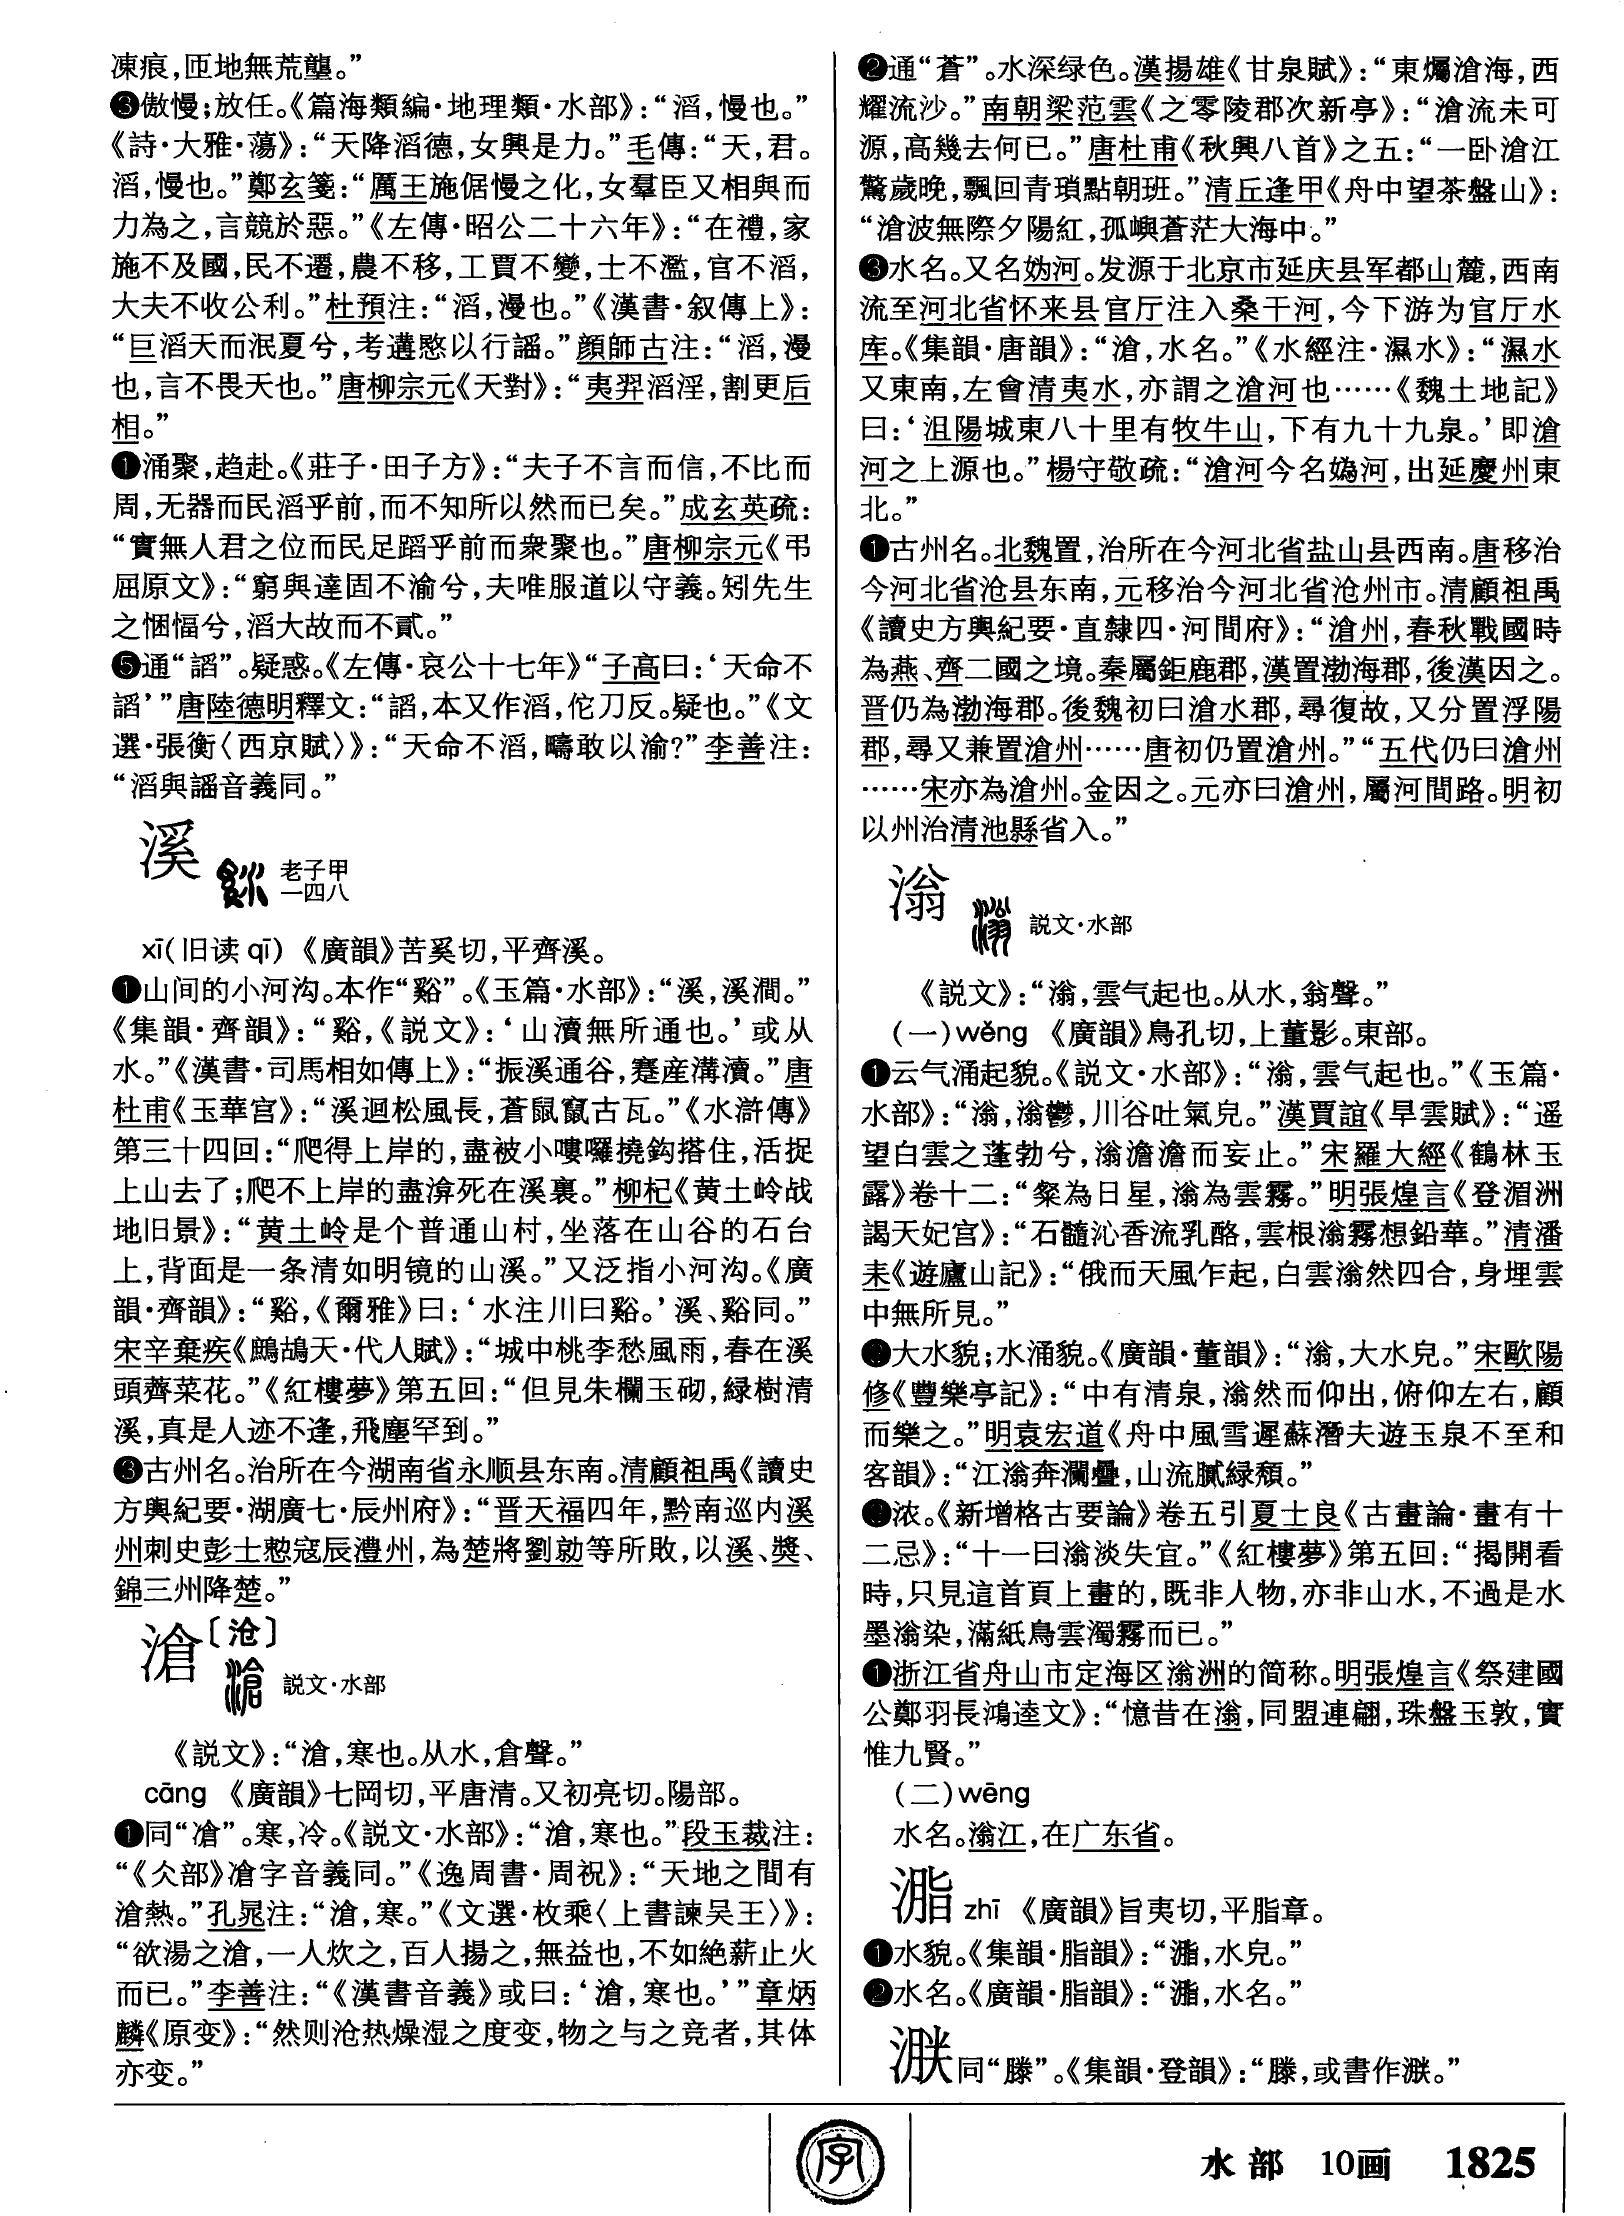 凍痕，匝地無荒壟。”
❸傲慢；放任。《篇海類編·地理類·水部》：“滔，慢也。”
《詩·大雅·蕩》：“天降滔德，女興是力。”毛傳：“天，君。
滔，慢也。”鄭玄箋：“厲王施倨慢之化，女羣臣又相與而
力為之，言競於惡。”《左傳·昭公二十六年》：“在禮，家
施不及國，民不遷，農不移，工賈不變，士不濫，官不滔，
大夫不收公利。”杜預注：“滔，漫也。”《漢書·叙傳上》：
“巨滔天而泯夏兮，考遘愍以行謡。”顔師古注：“滔，漫
也，言不畏天也。”唐柳宗元《天對》：“夷羿滔淫，割更后
相。”
❶涌聚，趋赴。《莊子·田子方》：“夫子不言而信，不比而
周，无器而民滔乎前，而不知所以然而已矣。”成玄英疏：
“實無人君之位而民足蹈乎前而衆聚也。”唐柳宗元《弔
屈原文》：“窮與達固不渝兮，夫唯服道以守義。矧先生
之悃愊兮，滔大故而不貳。”
❺通“謟”。疑惑。《左傳·哀公十七年》“子高曰：‘天命不
謟’”唐陸德明釋文：“謟，本又作滔，佗刀反。疑也。”《文
選·張衡〈西京賦〉》：“天命不滔，疇敢以渝?”李善注：
“滔與謟音義同。”
溪 老子甲
一四八
xī(旧读qī) 《廣韻》苦奚切，平齊溪。
❶山间的小河沟。本作“谿”。《玉篇·水部》：“溪，溪澗。”
《集韻·齊韻》：“谿，《説文》：‘山瀆無所通也。’或从
水。”《漢書·司馬相如傳上》：“振溪通谷，蹇産溝瀆。”唐
杜甫《玉華宫》：“溪迴松風長，蒼鼠竄古瓦。”《水滸傳》
第三十四回：“爬得上岸的，盡被小嘍囉撓鈎搭住，活捉
上山去了；爬不上岸的盡渰死在溪裏。”柳杞《黄土岭战
地旧景》：“黄土岭是个普通山村，坐落在山谷的石台
上，背面是一条清如明镜的山溪。”又泛指小河沟。《廣
韻·齊韻》：“谿，《爾雅》曰：‘水注川曰谿。’溪、谿同。”
宋辛棄疾《鷓鴣天·代人賦》：“城中桃李愁風雨，春在溪
頭薺菜花。”《紅樓夢》第五回：“但見朱欄玉砌，緑樹清
溪，真是人迹不逢，飛塵罕到。”
❸古州名。治所在今湖南省永顺县东南。清顧祖禹《讀史
方輿紀要·湖廣七·辰州府》：“晋天福四年，黔南巡内溪
州刺史彭士愁寇辰澧州，為楚將劉勍等所敗，以溪、奬、
錦三州降楚。”
滄〔沧〕
説文·水部
《説文》：“滄，寒也。从水，倉聲。”
cāng 《廣韻》七岡切，平唐清。又初亮切。陽部。
❶同“凔”。寒，冷。《説文·水部》：“滄，寒也。”段玉裁注：
“《仌部》凔字音義同。”《逸周書·周祝》：“天地之間有
滄熱。”孔晁注：“滄，寒。”《文選·枚乘〈上書諫吴王〉》：
“欲湯之滄，一人炊之，百人揚之，無益也，不如絶薪止火
而已。”李善注：“《漢書音義》或曰：‘滄，寒也。’”章炳
麟《原变》：“然则沧热燥湿之度变，物之与之竞者，其体
亦变。”
❷通“蒼”。水深绿色。漢揚雄《甘泉賦》：“東爥滄海，西
耀流沙。”南朝梁范雲《之零陵郡次新亭》：“滄流未可
源，高幾去何已。”唐杜甫《秋興八首》之五：“一卧滄江
驚歲晚，飄回青瑣點朝班。”清丘逢甲《舟中望茶盤山》：
“滄波無際夕陽紅，孤嶼蒼茫大海中。”
❸水名。又名妫河。发源于北京市延庆县军都山麓，西南
流至河北省怀来县官厅注入桑干河，今下游为官厅水
库。《集韻·唐韻》：“滄，水名。”《水經注·濕水》：“濕水
又東南，左會清夷水，亦謂之滄河也……《魏土地記》
曰：‘沮陽城東八十里有牧牛山，下有九十九泉。’即滄
河之上源也。”楊守敬疏：“滄河今名媯河，出延慶州東
北。”
❶古州名。北魏置，治所在今河北省盐山县西南。唐移治
今河北省沧县东南，元移治今河北省沧州市。清顧祖禹
《讀史方輿紀要·直隸四·河間府》：“滄州，春秋戰國時
為燕、齊二國之境。秦屬鉅鹿郡，漢置渤海郡，後漢因之。
晋仍為渤海郡。後魏初曰滄水郡，尋復故，又分置浮陽
郡，尋又兼置滄州……唐初仍置滄州。”“五代仍曰滄州
……宋亦為滄州。金因之。元亦曰滄州，屬河間路。明初
以州治清池縣省入。”
滃 説文·水部
《説文》：“滃，雲气起也。从水，翁聲。”
(一)wěng 《廣韻》烏孔切，上董影。東部。
❶云气涌起貌。《説文·水部》：“滃，雲气起也。”《玉篇·
水部》：“滃，滃鬱，川谷吐氣皃。”漢賈誼《旱雲賦》：“遥
望白雲之蓬勃兮，滃澹澹而妄止。”宋羅大經《鶴林玉
露》卷十二：“粲為日星，滃為雲霧。”明張煌言《登湄洲
謁天妃宫》：“石髓沁香流乳酪，雲根滃霧想鉛華。”清潘
耒《遊廬山記》：“俄而天風乍起，白雲滃然四合，身埋雲
中無所見。”
❷大水貌；水涌貌。《廣韻·董韻》：“滃，大水皃。”宋歐陽
修《豐樂亭記》：“中有清泉，滃然而仰出，俯仰左右，顧
而樂之。”明袁宏道《舟中風雪遲蘇潛夫遊玉泉不至和
客韻》：“江滃奔瀾疊，山流膩緑頹。”
❸浓。《新增格古要論》卷五引夏士良《古畫論·畫有十
二忌》：“十一曰滃淡失宜。”《紅樓夢》第五回：“揭開看
時，只見這首頁上畫的，既非人物，亦非山水，不過是水
墨滃染，滿紙烏雲濁霧而已。”
❶浙江省舟山市定海区滃洲的简称。明張煌言《祭建國
公鄭羽長鴻逵文》：“憶昔在滃，同盟連翩，珠盤玉敦，實
惟九賢。”
(二)wēng
水名。滃江，在广东省。
㴯 zhī 《廣韻》旨夷切，平脂章。
❶水貌。《集韻·脂韻》：“㴯，水皃。”
❷水名。《廣韻·脂韻》：“㴯，水名。”
同“滕”。《集韻·登韻》：“滕，或書作。”
字
水部 10画 1825